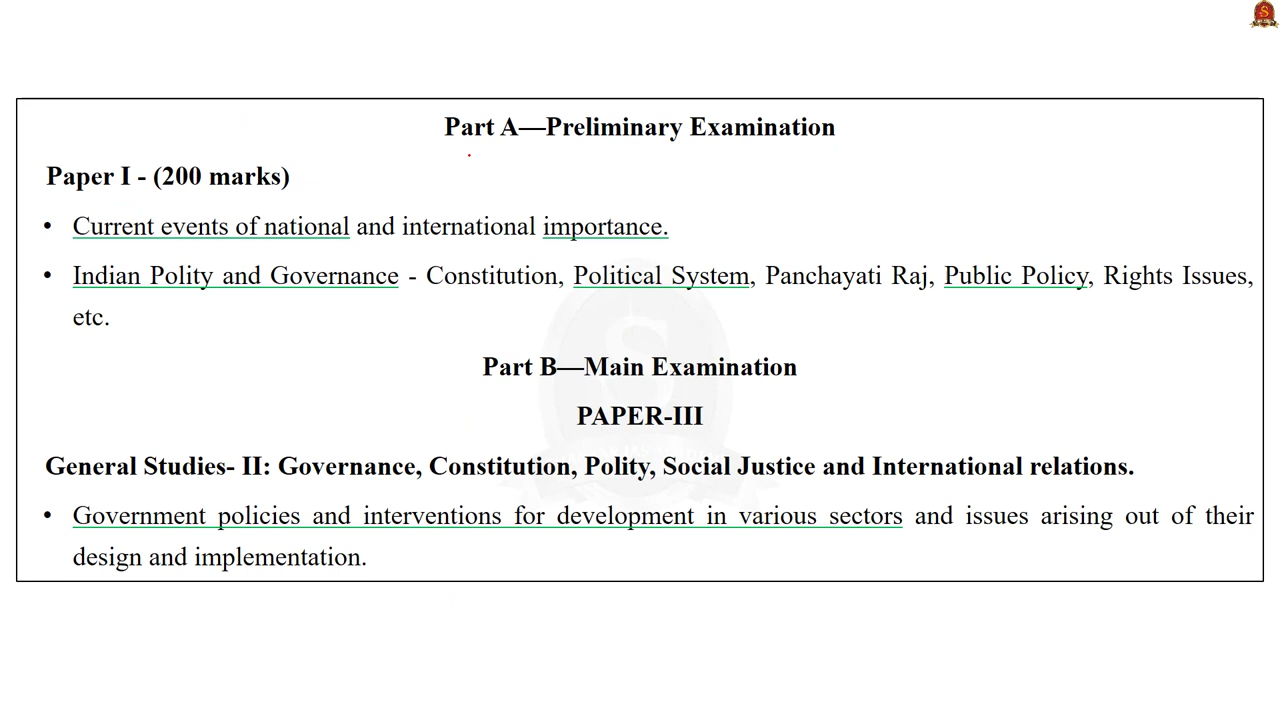 Part A—Preliminary Examination
Paper I - (200 marks)
• Current events of national and international importance.
• Indian Polity and Governance - Constitution, Political System, Panchayati Raj, Public Policy, Rights Issues,
etc.
Part B—Main Examination
PAPER-III
General Studies- II: Governance, Constitution, Polity, Social Justice and International relations.
• Government policies and interventions for development in various sectors and issues arising out of their
design and implementation.